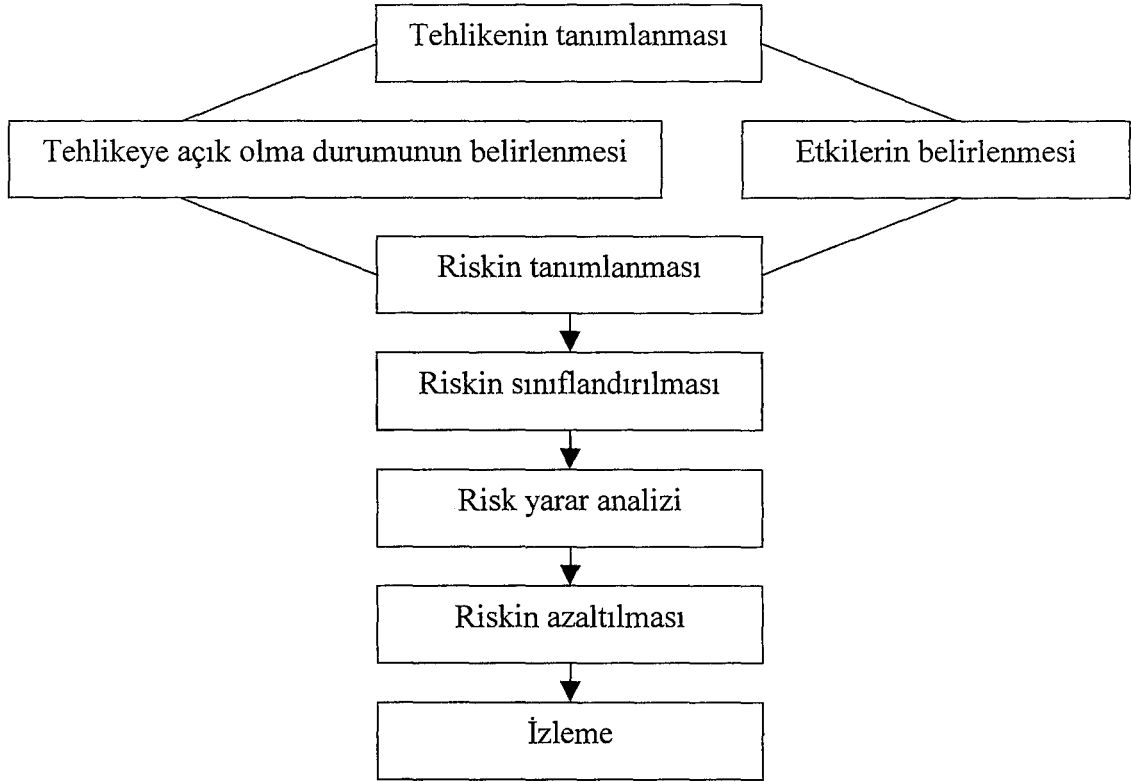 Tehlikenin tanımlanması
Tehlikeye açık olma durumunun belirlenmesi
Etkilerin belirlenmesi
Riskin tanımlanması
Riskin sınıflandırılması
Risk yarar analizi
Riskin azaltılması
İzleme